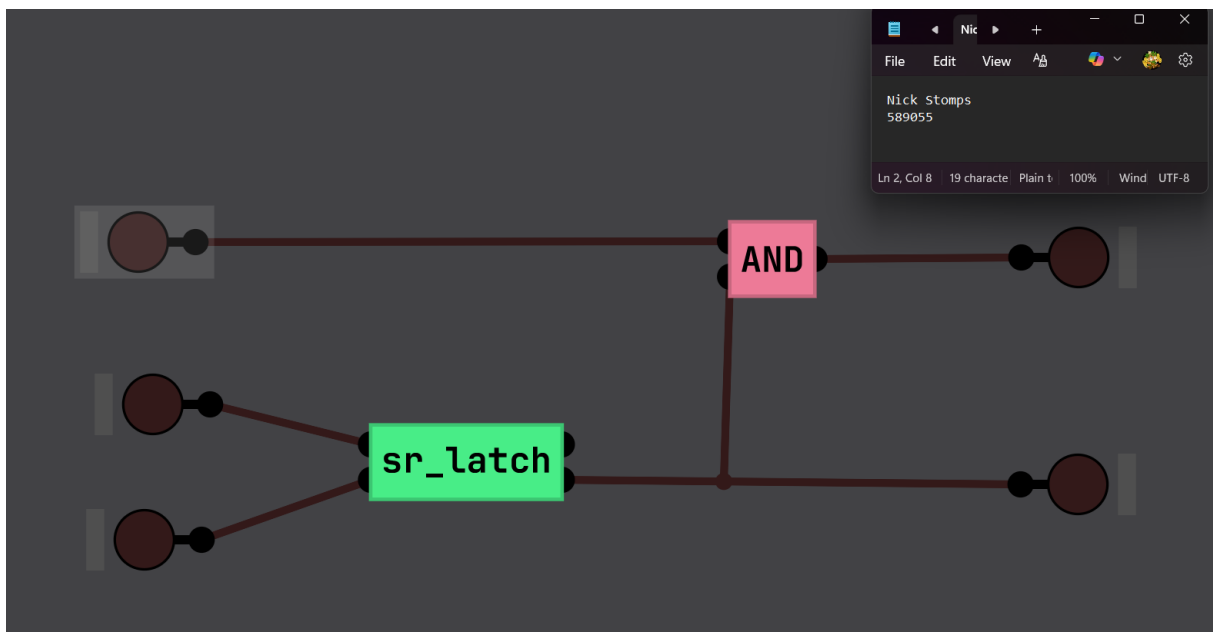 Nic
File Edit View
Nick Stomps
589055
Ln 2, Col 8 19 characte Plain t 100% Wind UTF-8
AND
sr_latch